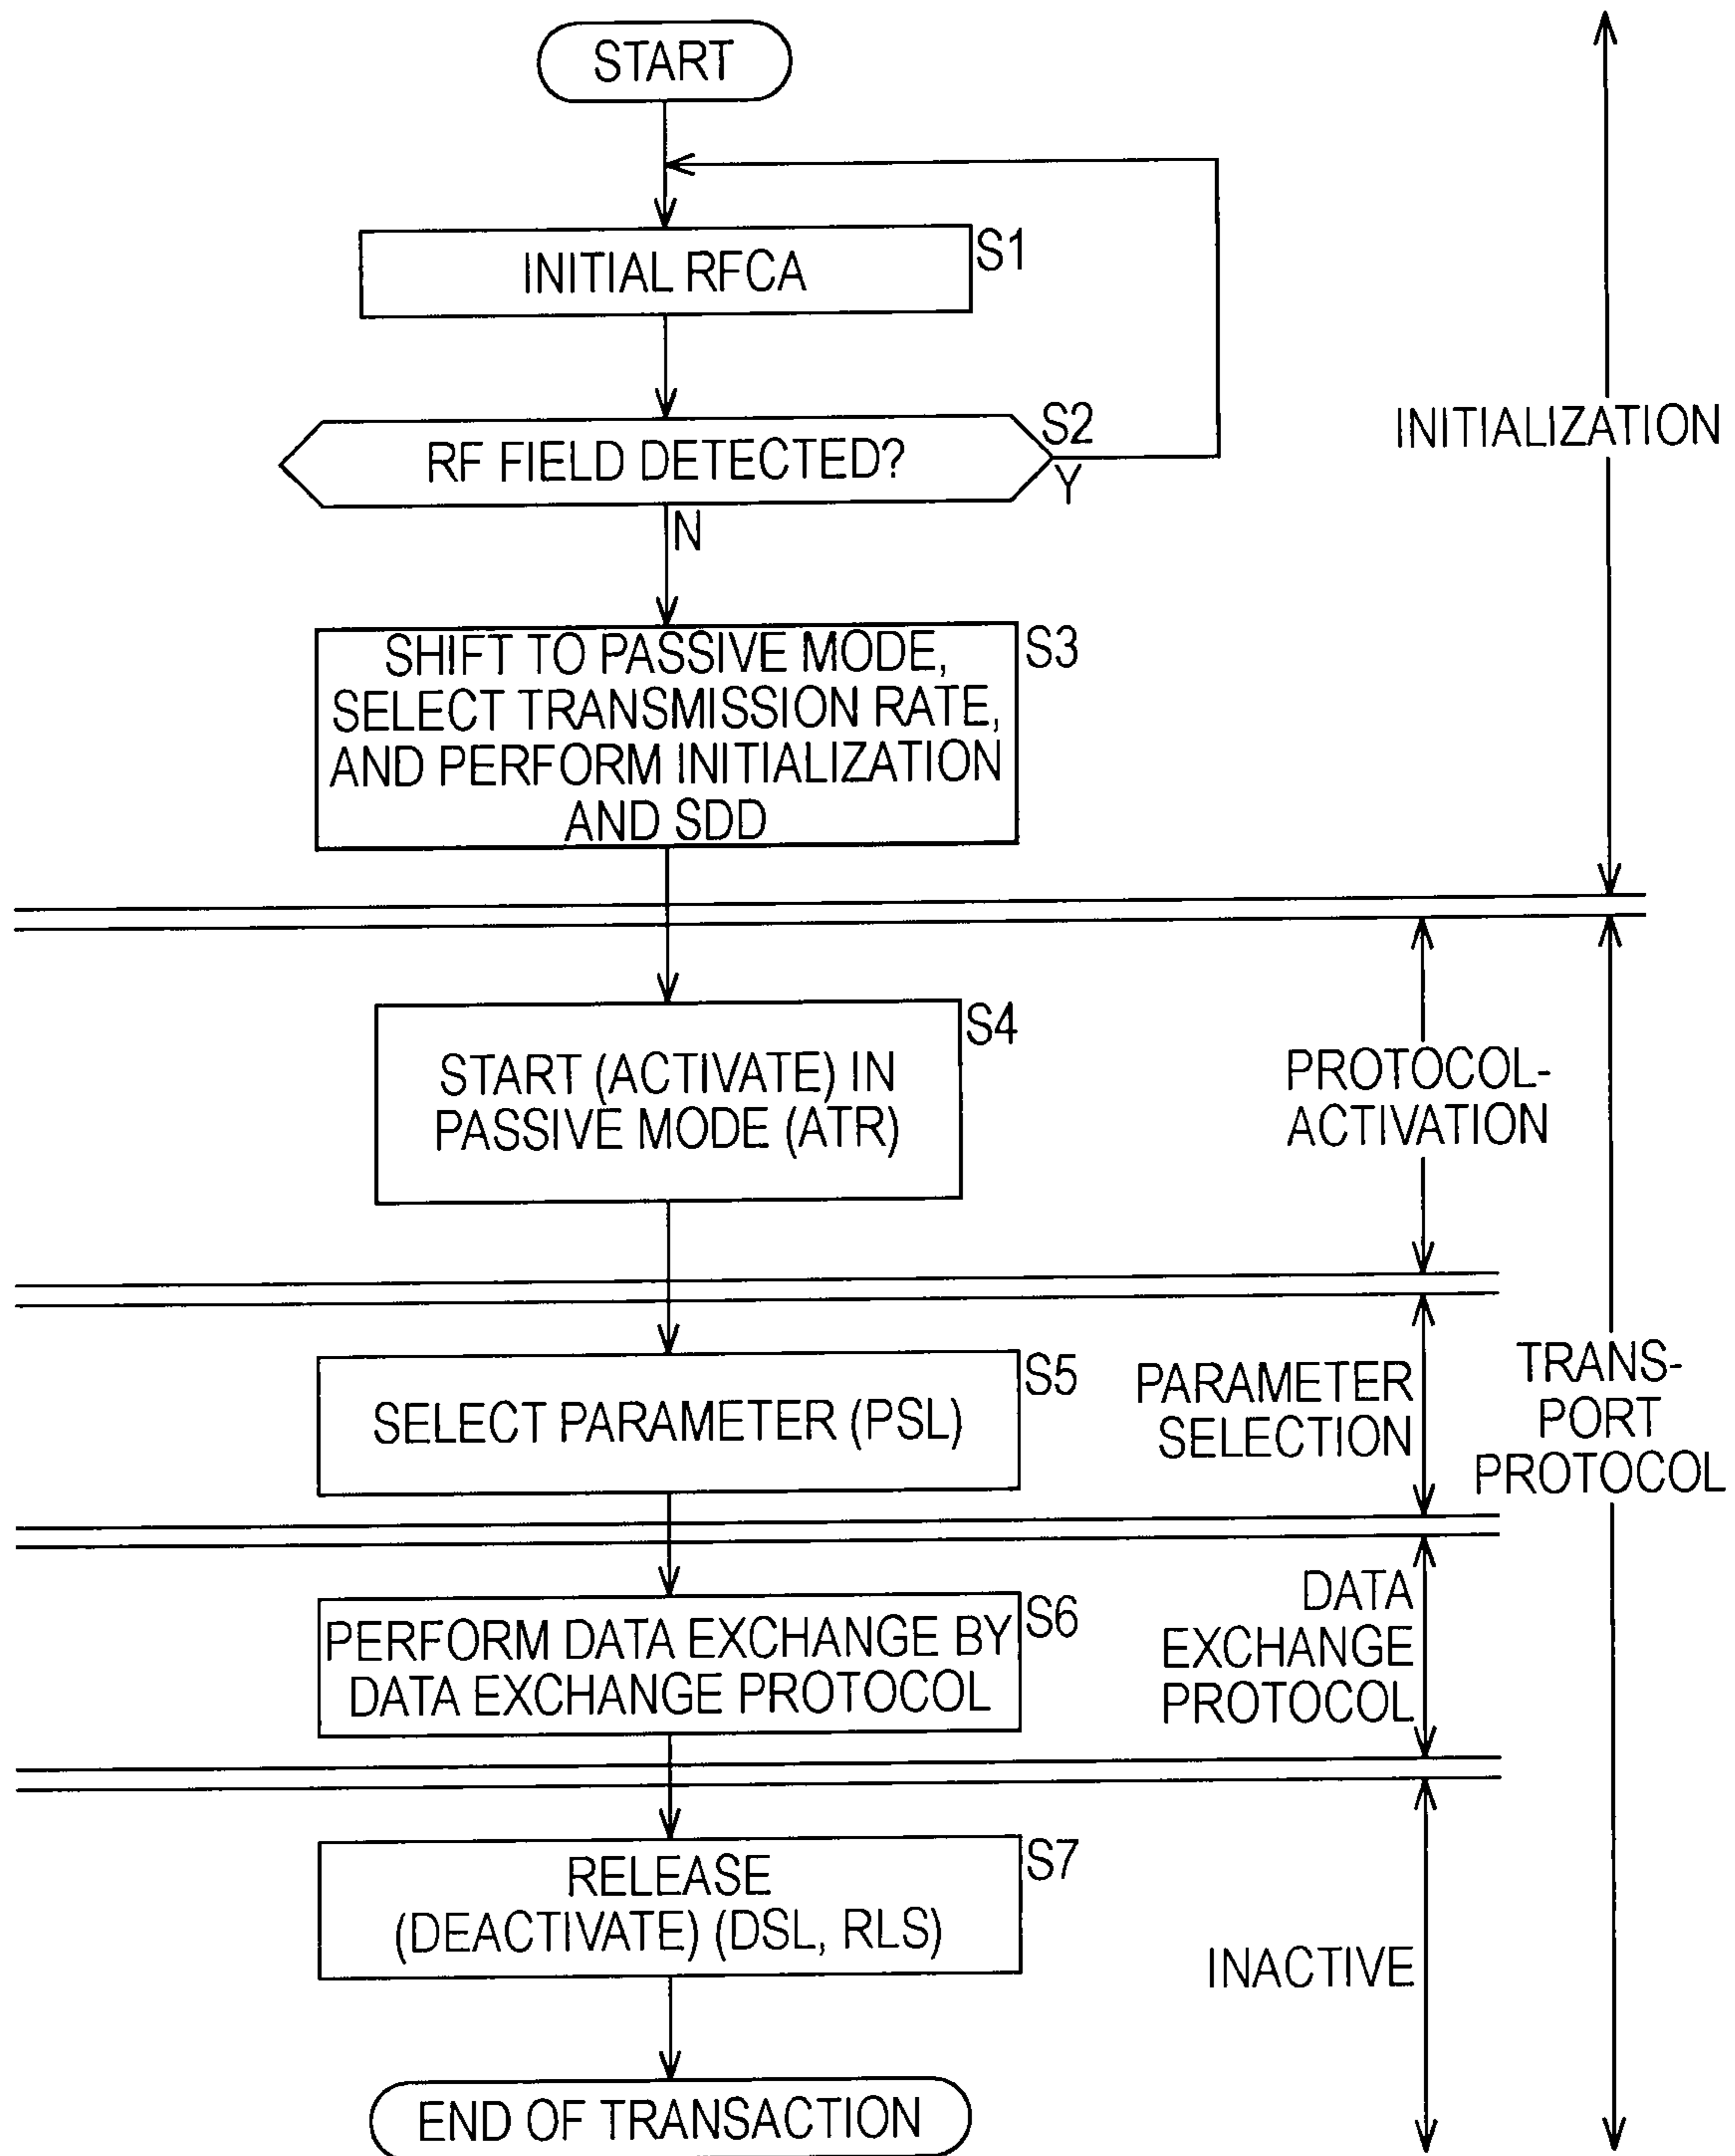 START
INITIAL RFCA
S1
RF FIELD DETECTED?
S2
Y
N
INITIALIZATION
SHIFT TO PASSIVE MODE,
SELECT TRANSMISSION RATE,
AND PERFORM INITIALIZATION
AND SDD
S3
START (ACTIVATE) IN
PASSIVE MODE (ATR)
S4
PROTOCOL-
ACTIVATION
SELECT PARAMETER (PSL)
S5
PARAMETER
SELECTION
TRANS-
PORT
PROTOCOL
PERFORM DATA EXCHANGE BY
DATA EXCHANGE PROTOCOL
S6
DATA
EXCHANGE
PROTOCOL
RELEASE
(DEACTIVATE) (DSL, RLS)
S7
INACTIVE
END OF TRANSACTION